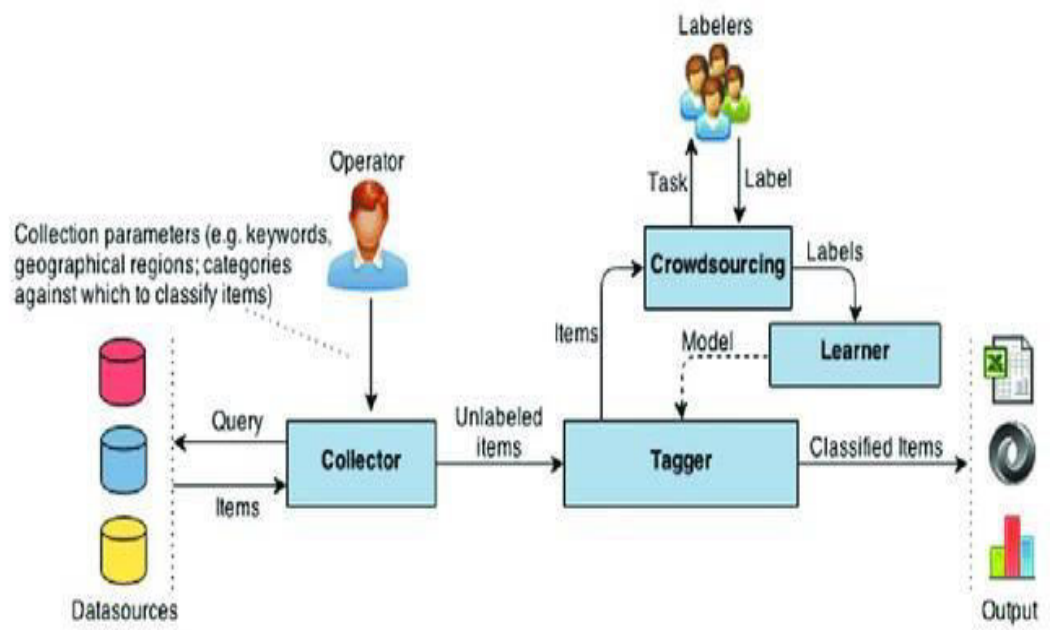 Labelers
Operator
Task
Label
Collection parameters (e.g. keywords,
geographical regions; categories
against which to classify items)
Crowdsourcing
Labels
Items
Model
Learner
Query
Unlabeled
items
Collector
Tagger
Classified Items
Items
Datasources
Output